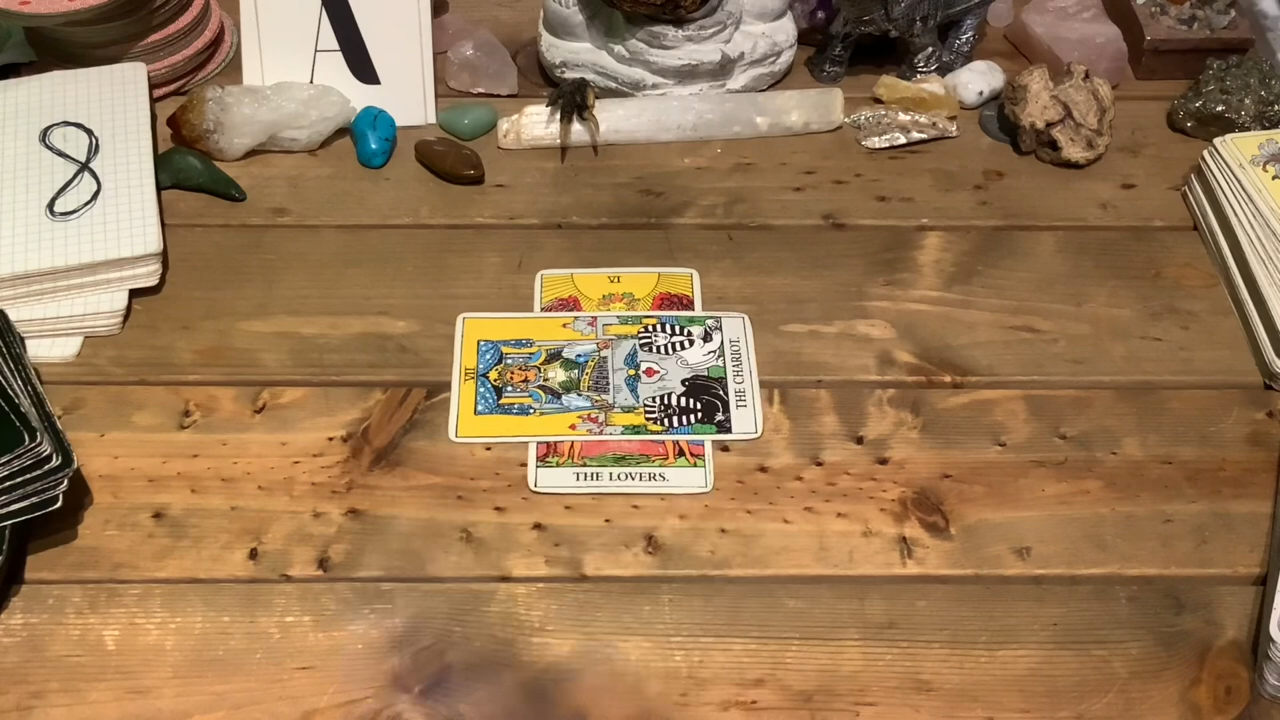 A
8
VI
VII
THE CHARIOT.
THE LOVERS.